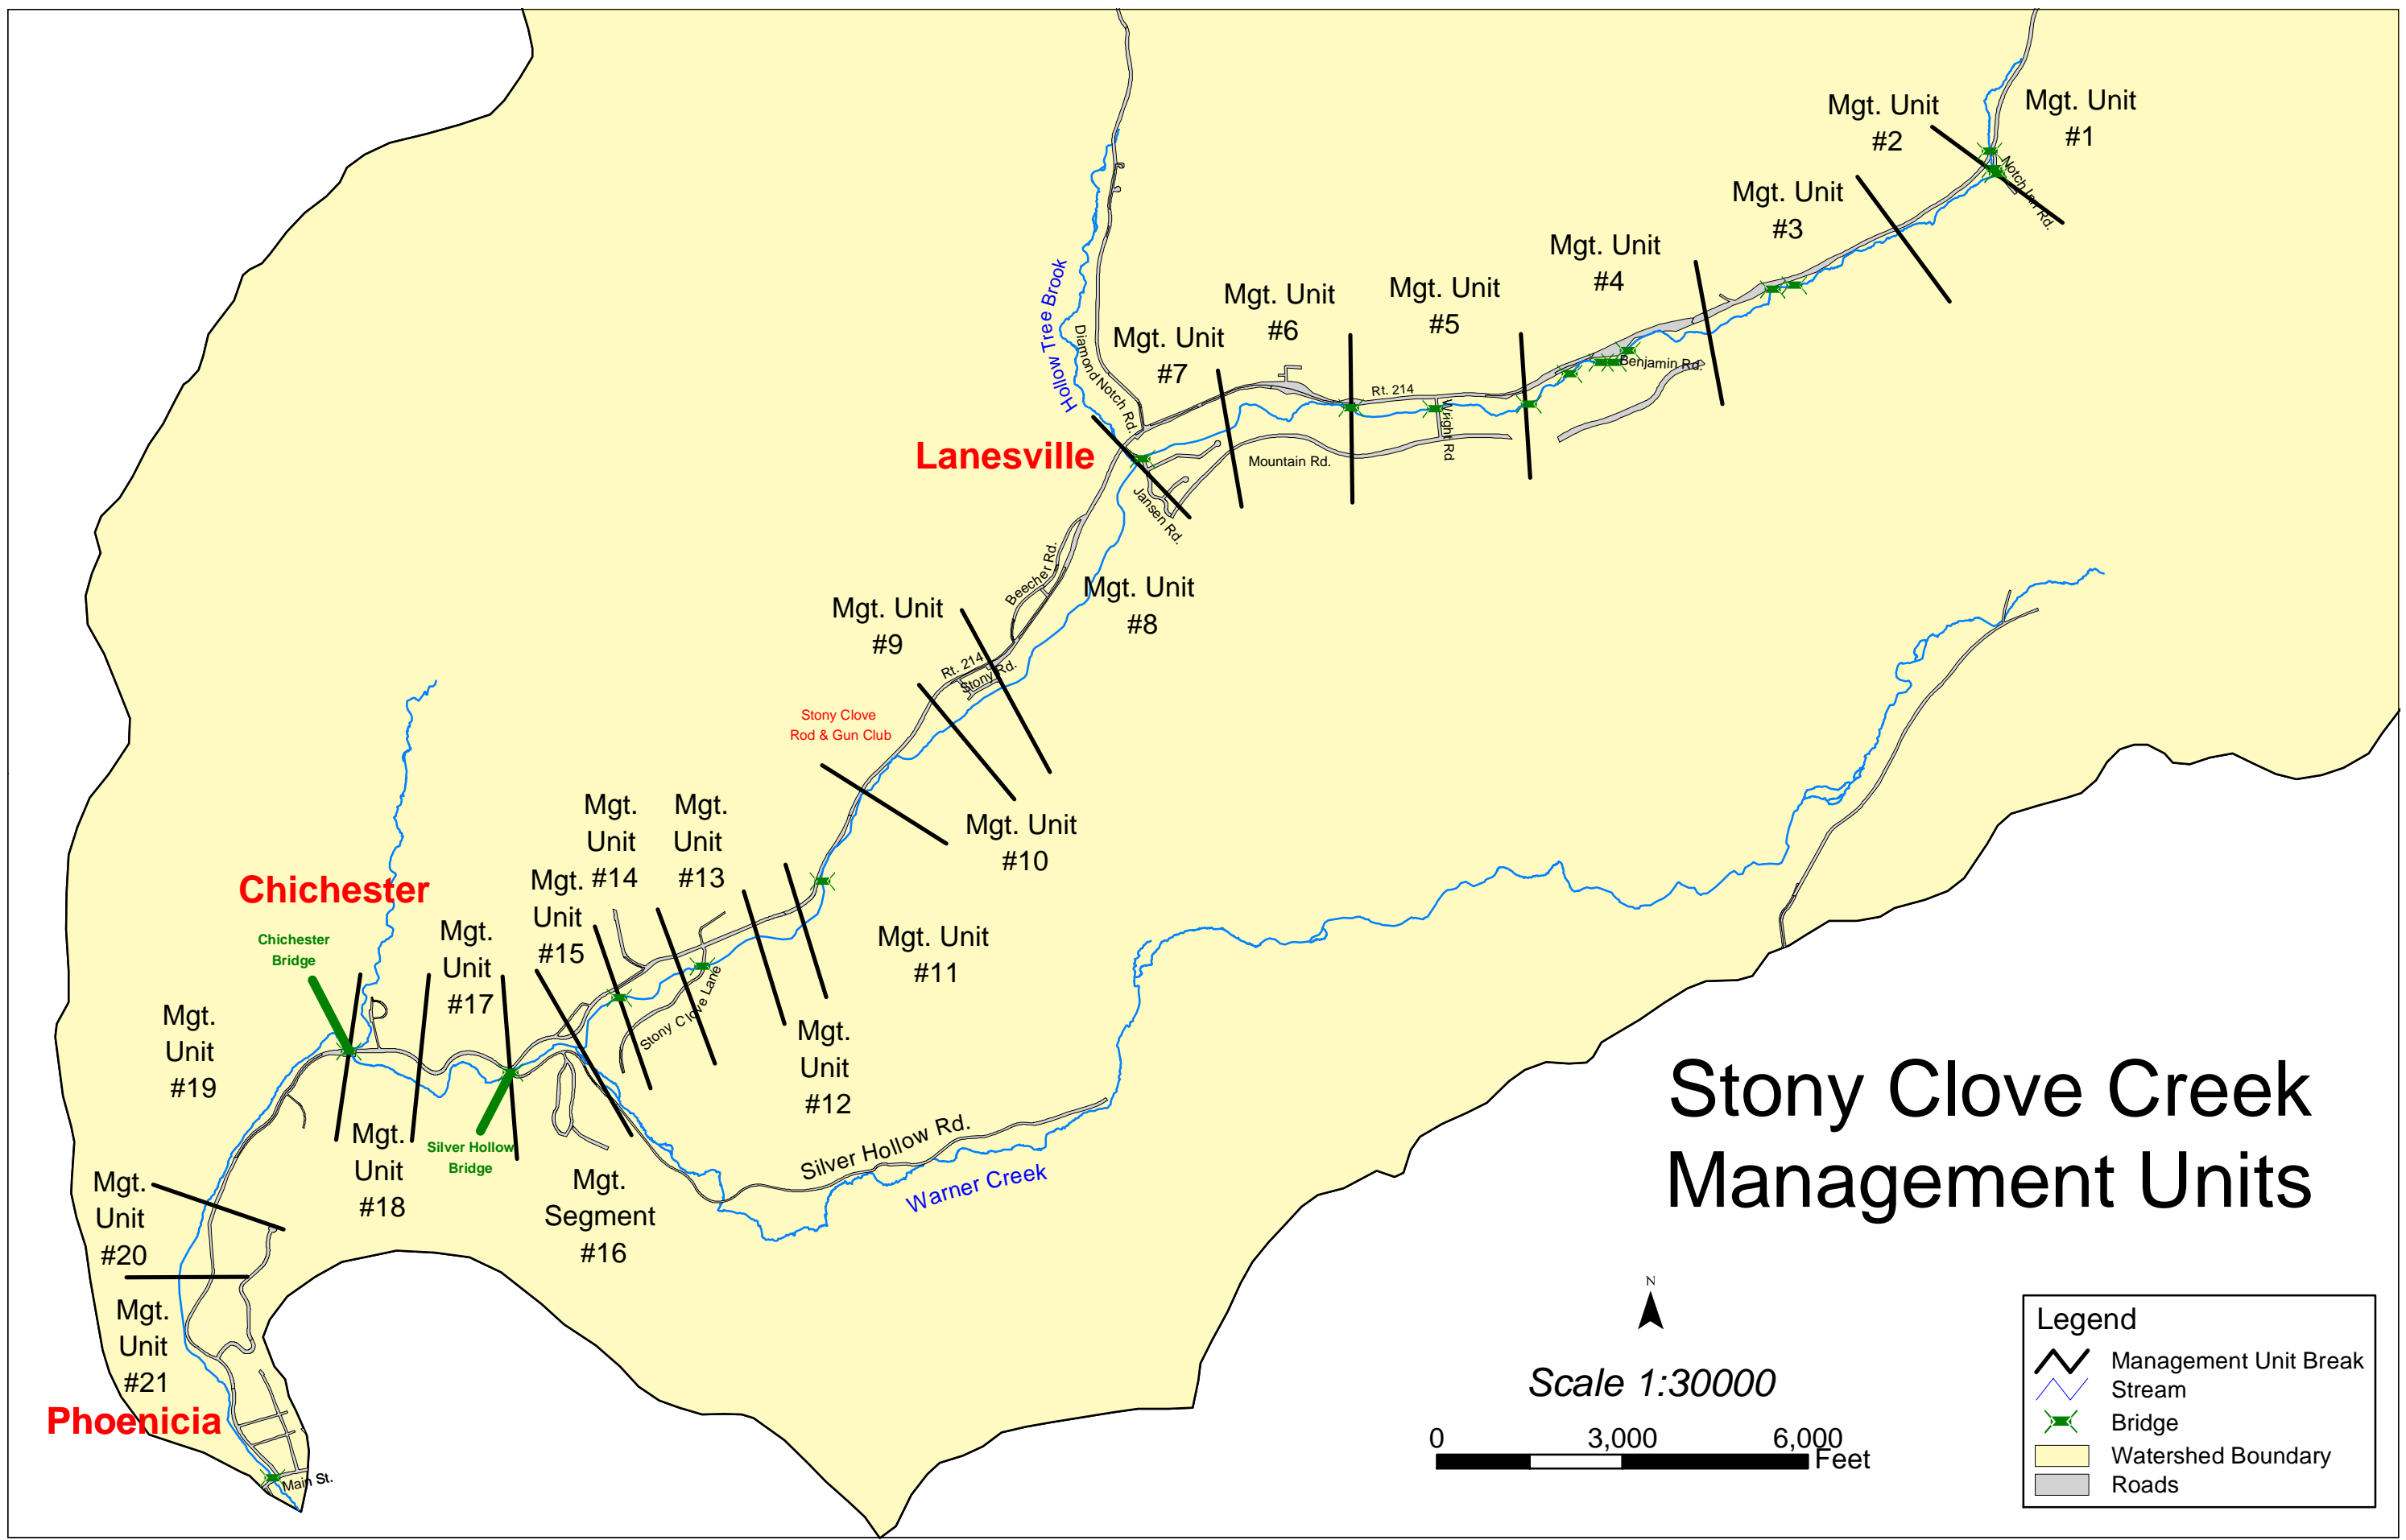 Mgt. Unit
#1
Mgt. Unit
#2
Notch Inn Rd.
Mgt. Unit
#3
Mgt. Unit
#4
Benjamin Rd.
Mgt. Unit
#5
Rt. 214
Wright Rd
Mgt. Unit
#6
Mountain Rd.
Mgt. Unit
#7
Hollow Tree Brook
Diamond Notch Rd.
Lanesville
Jansen Rd.
Beecher Rd.
Mgt. Unit
#8
Mgt. Unit
#9
Rt. 214
Stony Rd.
Stony Clove
Rod & Gun Club
Mgt. Unit
#10
Mgt. Unit
#11
Mgt.
Unit
#12
Mgt.
Unit
#13
Mgt.
Unit
#14
Mgt.
Unit
#15
Stony Clove Lane
Chichester
Chichester
Bridge
Mgt.
Segment
#16
Mgt.
Unit
#17
Silver Hollow
Bridge
Silver Hollow Rd.
Warner Creek
Mgt.
Unit
#18
Mgt.
Unit
#19
Mgt.
Unit
#20
Mgt.
Unit
#21
Phoenicia
Main St.
Stony Clove Creek
Management Units
N
Scale 1:30000
0 3,000 6,000
Feet
Legend
Management Unit Break
Stream
Bridge
Watershed Boundary
Roads